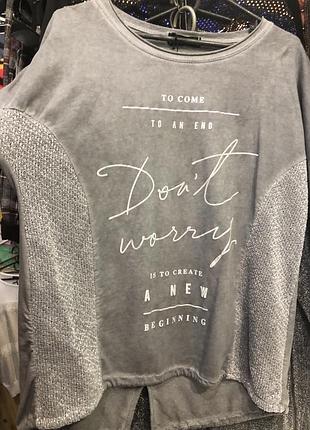 TO COME
TO AN END
Don't
worry
IS TO CREATE
A NEW
BEGINNING